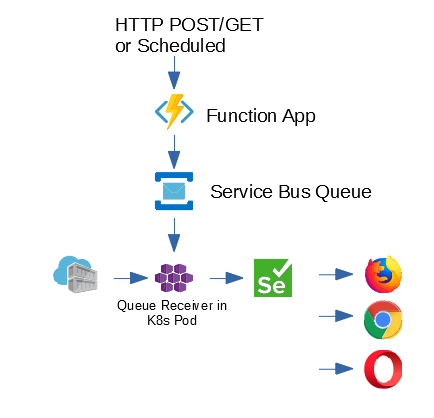 HTTP POST/GET
or Scheduled
Function App
Service Bus Queue
Se
Queue Receiver in
K8s Pod